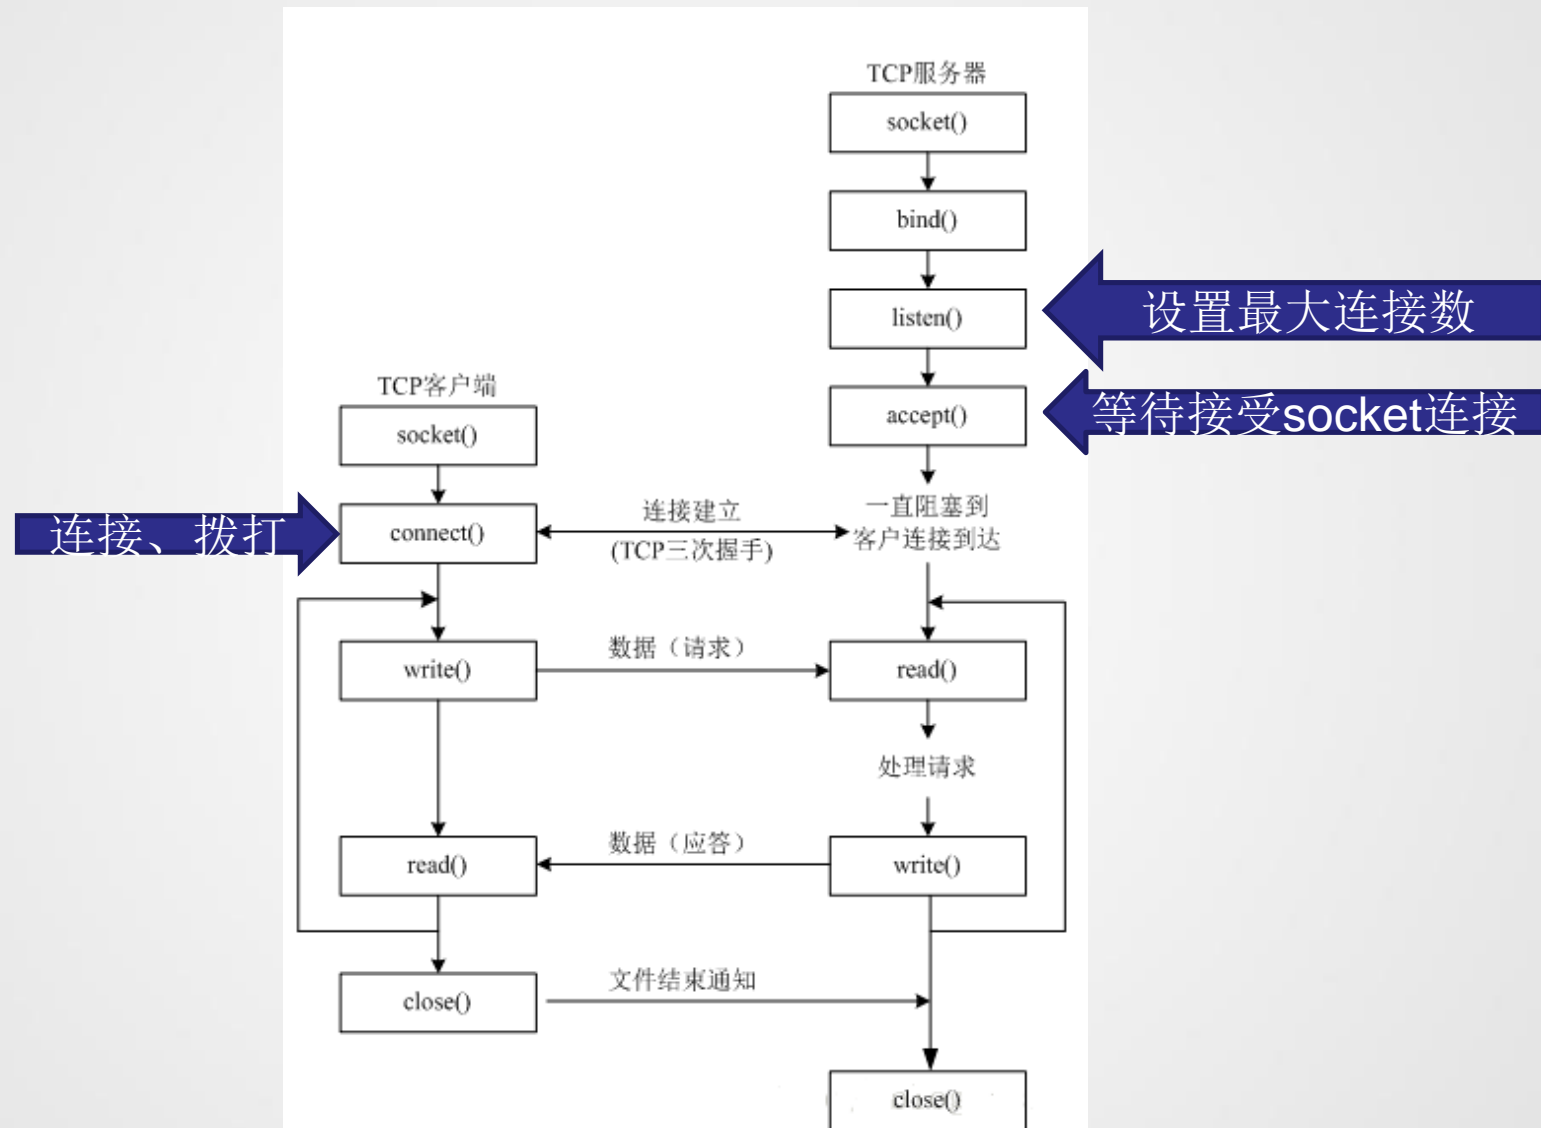 TCP服务器
socket()
bind()
listen()
设置最大连接数
TCP客户端
accept()
等待接受socket连接
socket()
连接、拨打
connect()
连接建立
(TCP三次握手)
一直阻塞到
客户连接到达
write()
数据（请求）
read()
处理请求
read()
数据（应答）
write()
close()
文件结束通知
close()